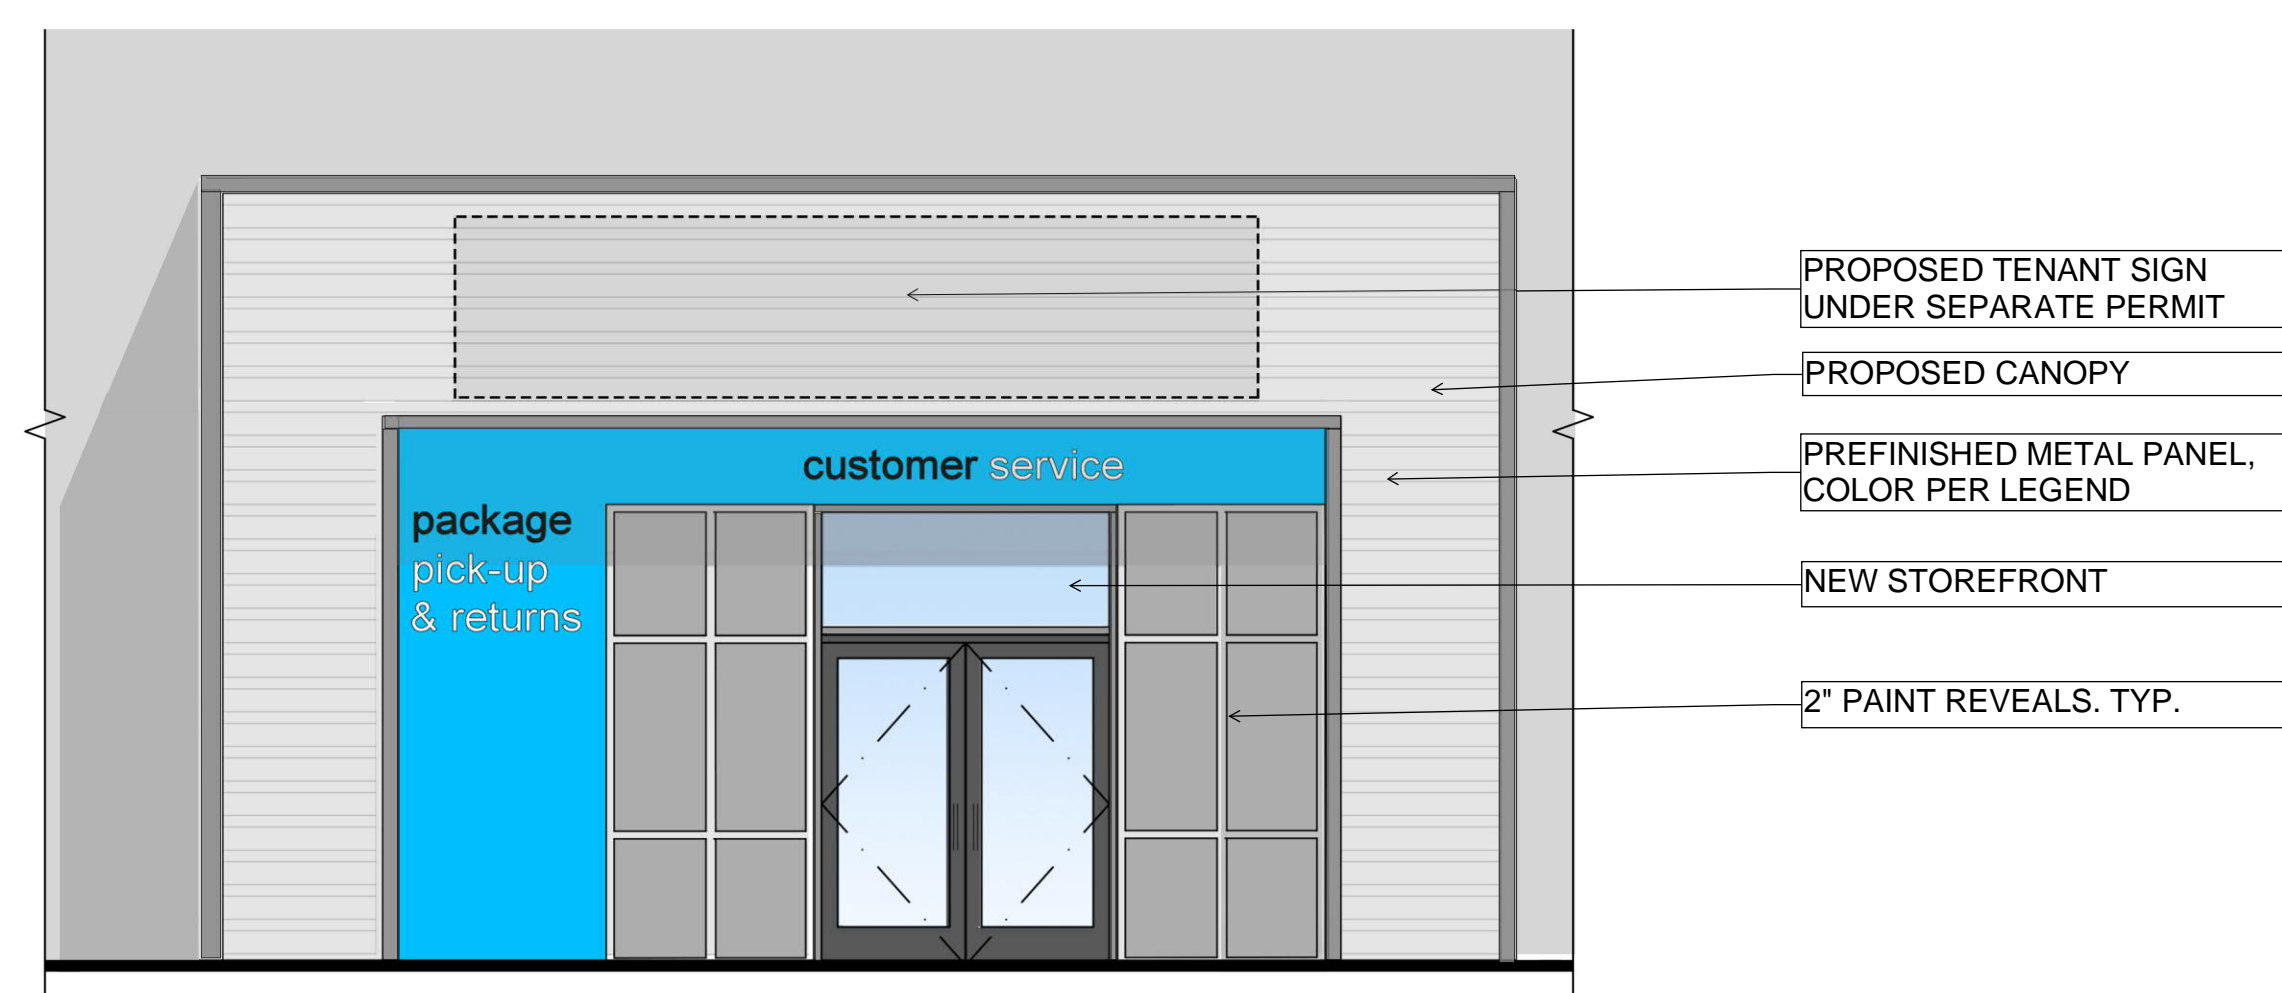 PROPOSED TENANT SIGN
UNDER SEPARATE PERMIT
PROPOSED CANOPY
PREFINISHED METAL PANEL,
COLOR PER LEGEND
NEW STOREFRONT
2" PAINT REVEALS. TYP.
customer service
package
pick-up
& returns